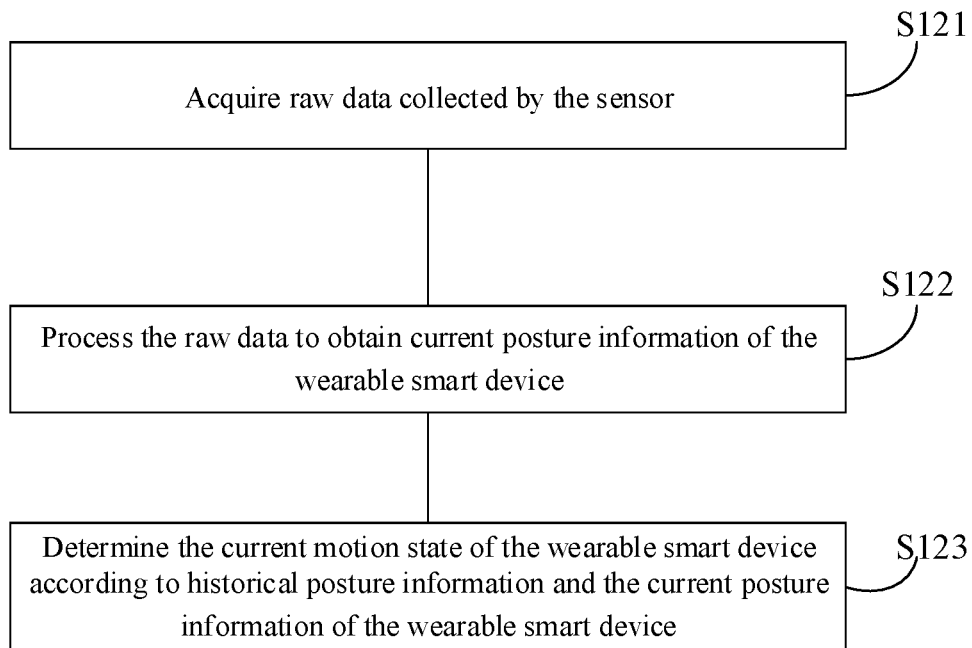 S121
Acquire raw data collected by the sensor
S122
Process the raw data to obtain current posture information of the
wearable smart device
S123
Determine the current motion state of the wearable smart device
according to historical posture information and the current posture
information of the wearable smart device